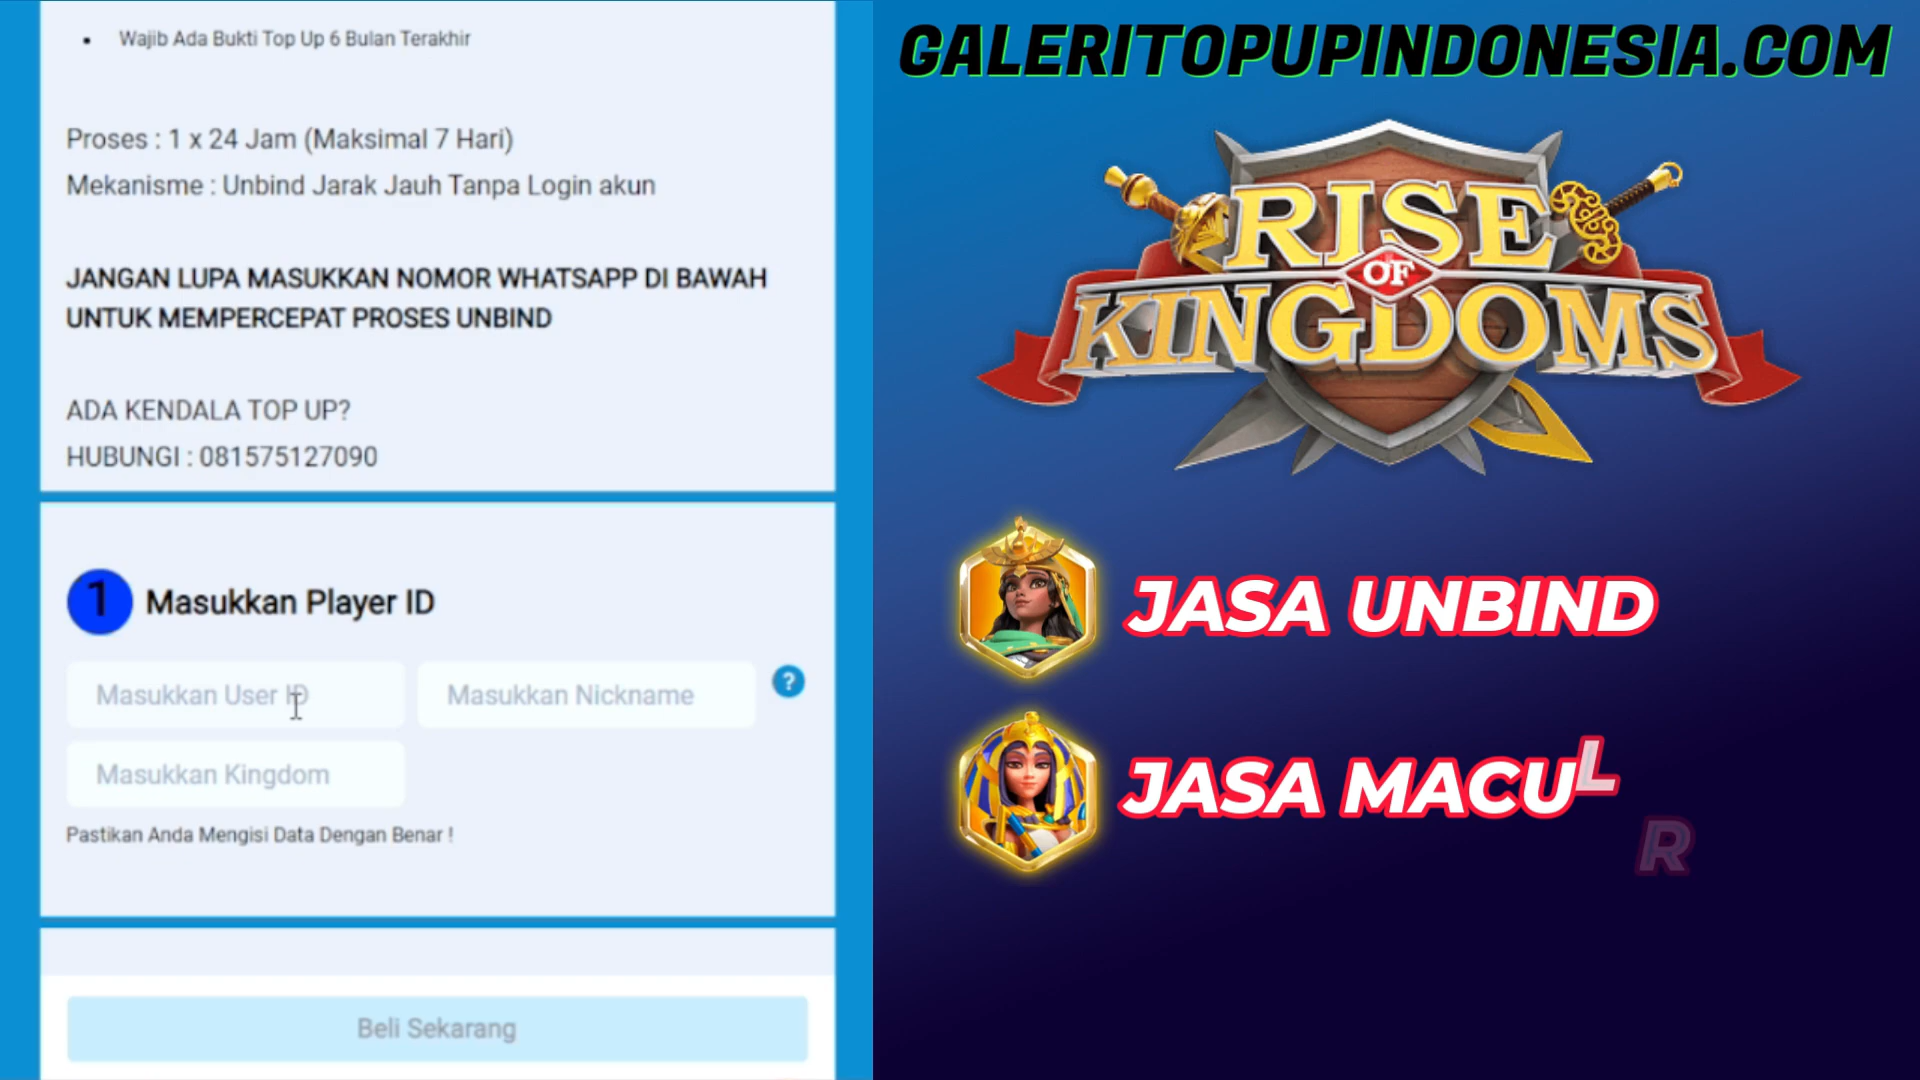 Wajib Ada Bukti Top Up 6 Bulan Terakhir
Proses : 1 x 24 Jam (Maksimal 7 Hari)
Mekanisme : Unbind Jarak Jauh Tanpa Login akun
JANGAN LUPA MASUKKAN NOMOR WHATSAPP DI BAWAH
UNTUK MEMPERCEPAT PROSES UNBIND
ADA KENDALA TOP UP?
HUBUNGI : 081575127090
1 Masukkan Player ID
Masukkan User ID
Masukkan Nickname
?
Masukkan Kingdom
Pastikan Anda Mengisi Data Dengan Benar !
Beli Sekarang
GALERITOPUPINDONESIA.COM
RISE
OF
KINGDOMS
JASA UNBIND
JASA MACUL
R